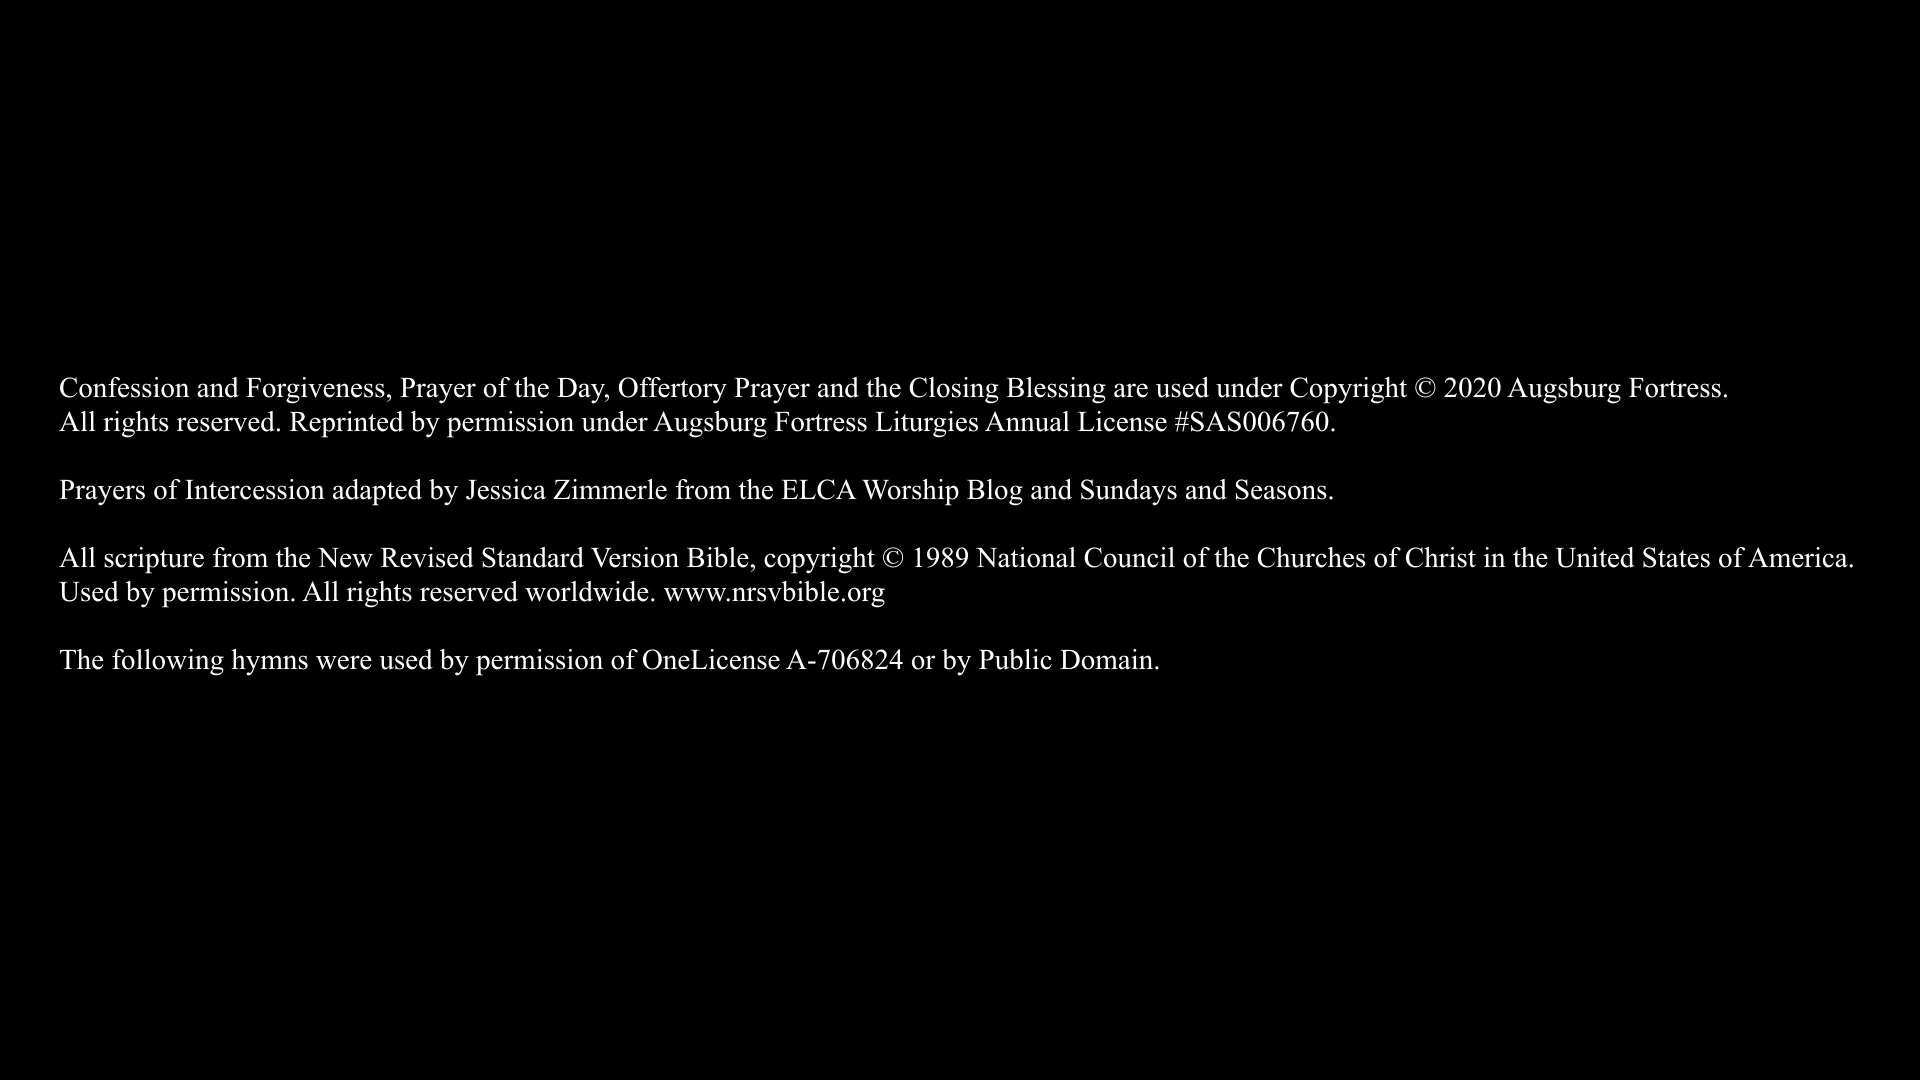 Confession and Forgiveness, Prayer of the Day, Offertory Prayer and the Closing Blessing are used under Copyright © 2020 Augsburg Fortress.
All rights reserved. Reprinted by permission under Augsburg Fortress Liturgies Annual License #SAS006760.
Prayers of Intercession adapted by Jessica Zimmerle from the ELCA Worship Blog and Sundays and Seasons.
All scripture from the New Revised Standard Version Bible, copyright © 1989 National Council of the Churches of Christ in the United States of America.
Used by permission. All rights reserved worldwide. www.nrsvbible.org
The following hymns were used by permission of OneLicense A-706824 or by Public Domain.